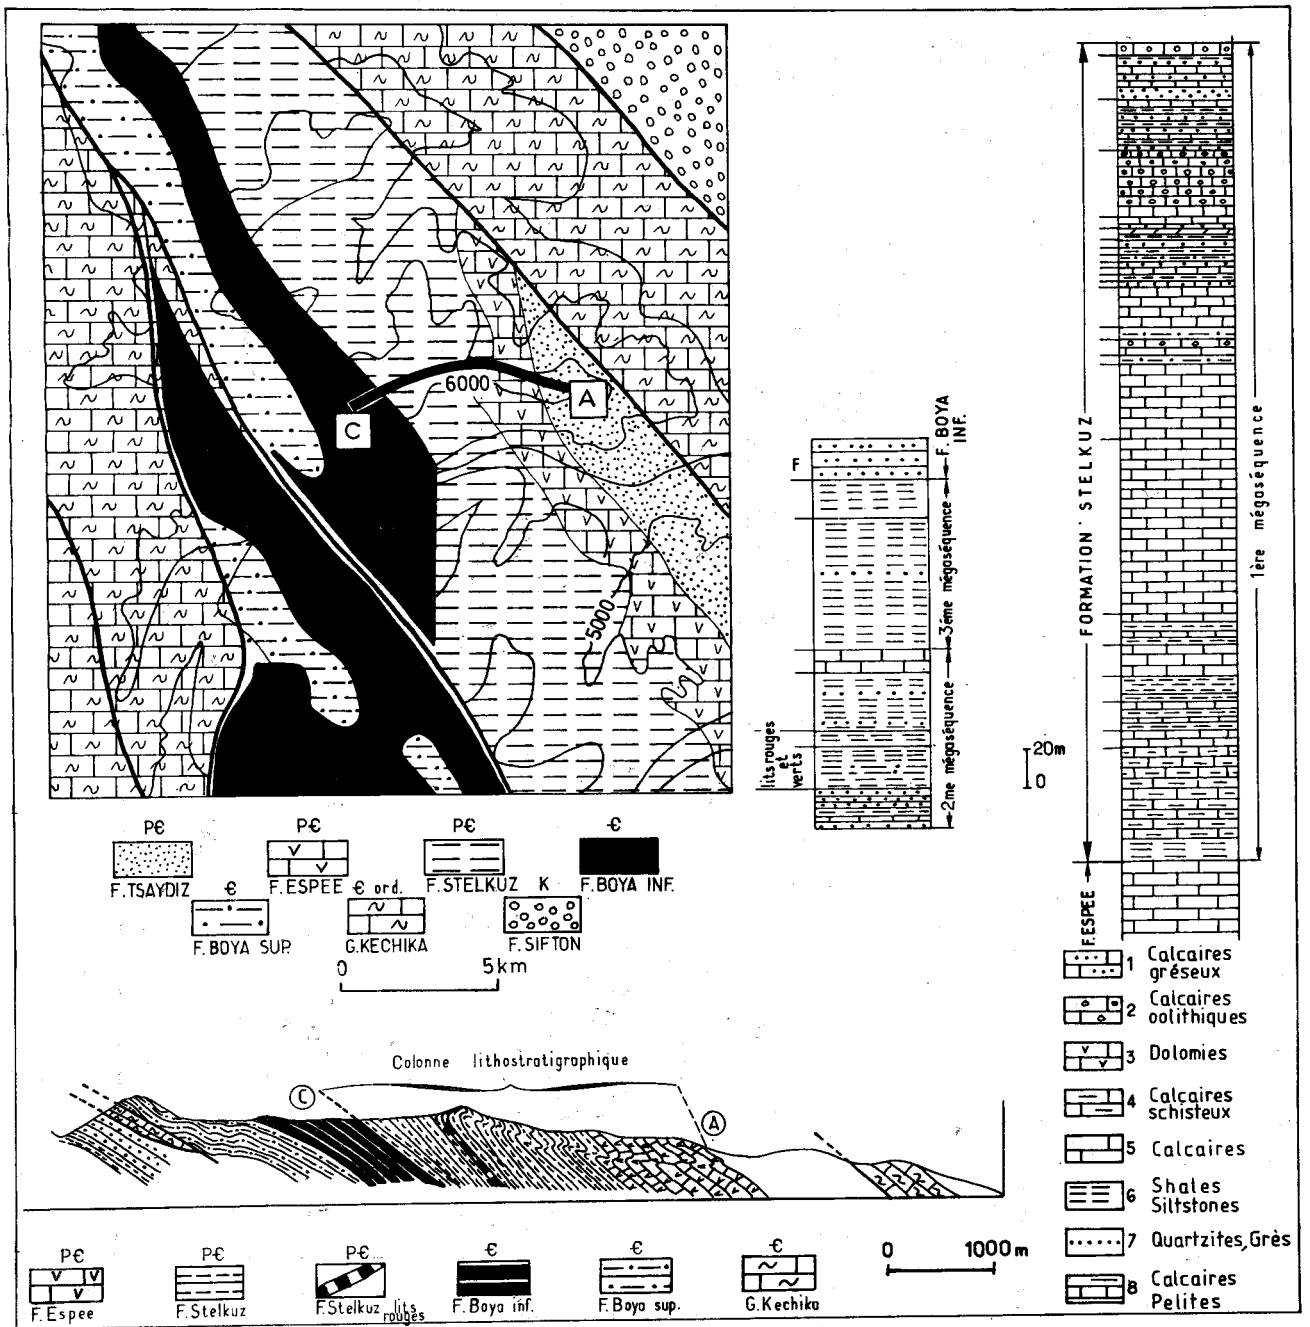 6000
A
C
5000
PЄ
F.TSAYDIZ
PЄ
F.ESPEE
PЄ
F.STELKUZ
Є
F.BOYA INF.
Є
F.BOYA SUP.
Є ord.
G.KECHIKA
K
F.SIFTON
0 5km
F
F. BOYA
INF.
3ème mégaséquence
2me mégaséquence
lits rouges
et
verts
20m
0
FORMATION STELKUZ
1ère mégaséquence
F.ESPEE
1 Calcaires
gréseux
2 Calcaires
oolithiques
3 Dolomies
4 Calcaires
schisteux
5 Calcaires
6 Shales
Siltstones
7 Quartzites,Grès
8 Calcaires
Pelites
Colonne lithostratigraphique
C
A
PЄ
F.Espee
PЄ
F.Stelkuz
PЄ
F.Stelkuz lits
rouges
Є
F.Boya inf.
Є
F.Boya sup.
Є
G.Kechika
0 1000m